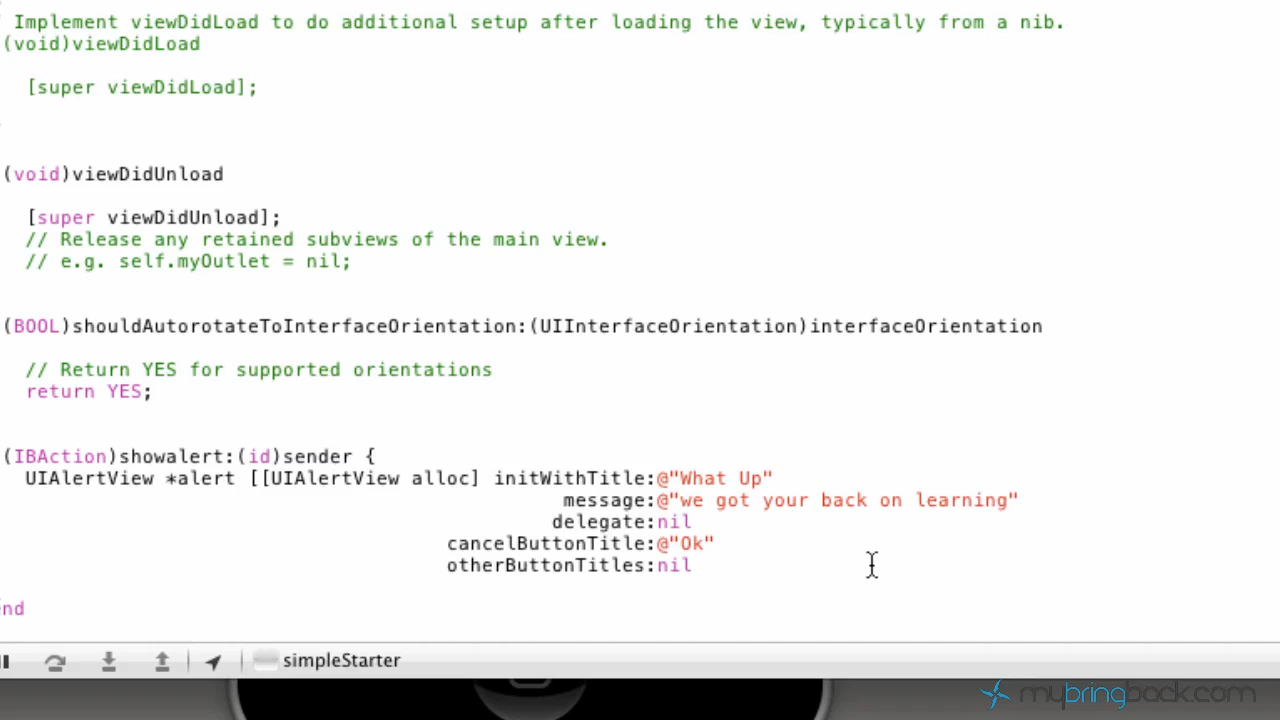 Implement viewDidLoad to do additional setup after loading the view, typically from a nib.
(void)viewDidLoad
[super viewDidLoad];
(void)viewDidUnload
[super viewDidUnload];
// Release any retained subviews of the main view.
// e.g. self.myOutlet = nil;
(BOOL)shouldAutorotateToInterfaceOrientation:(UIInterfaceOrientation)interfaceOrientation
// Return YES for supported orientations
return YES;
(IBAction)showalert:(id)sender {
UIAlertView *alert [[UIAlertView alloc] initWithTitle:@"What Up"
message:@"we got your back on learning"
delegate:nil
cancelButtonTitle:@"Ok"
otherButtonTitles:nil
end
simpleStarter
mybringback.com